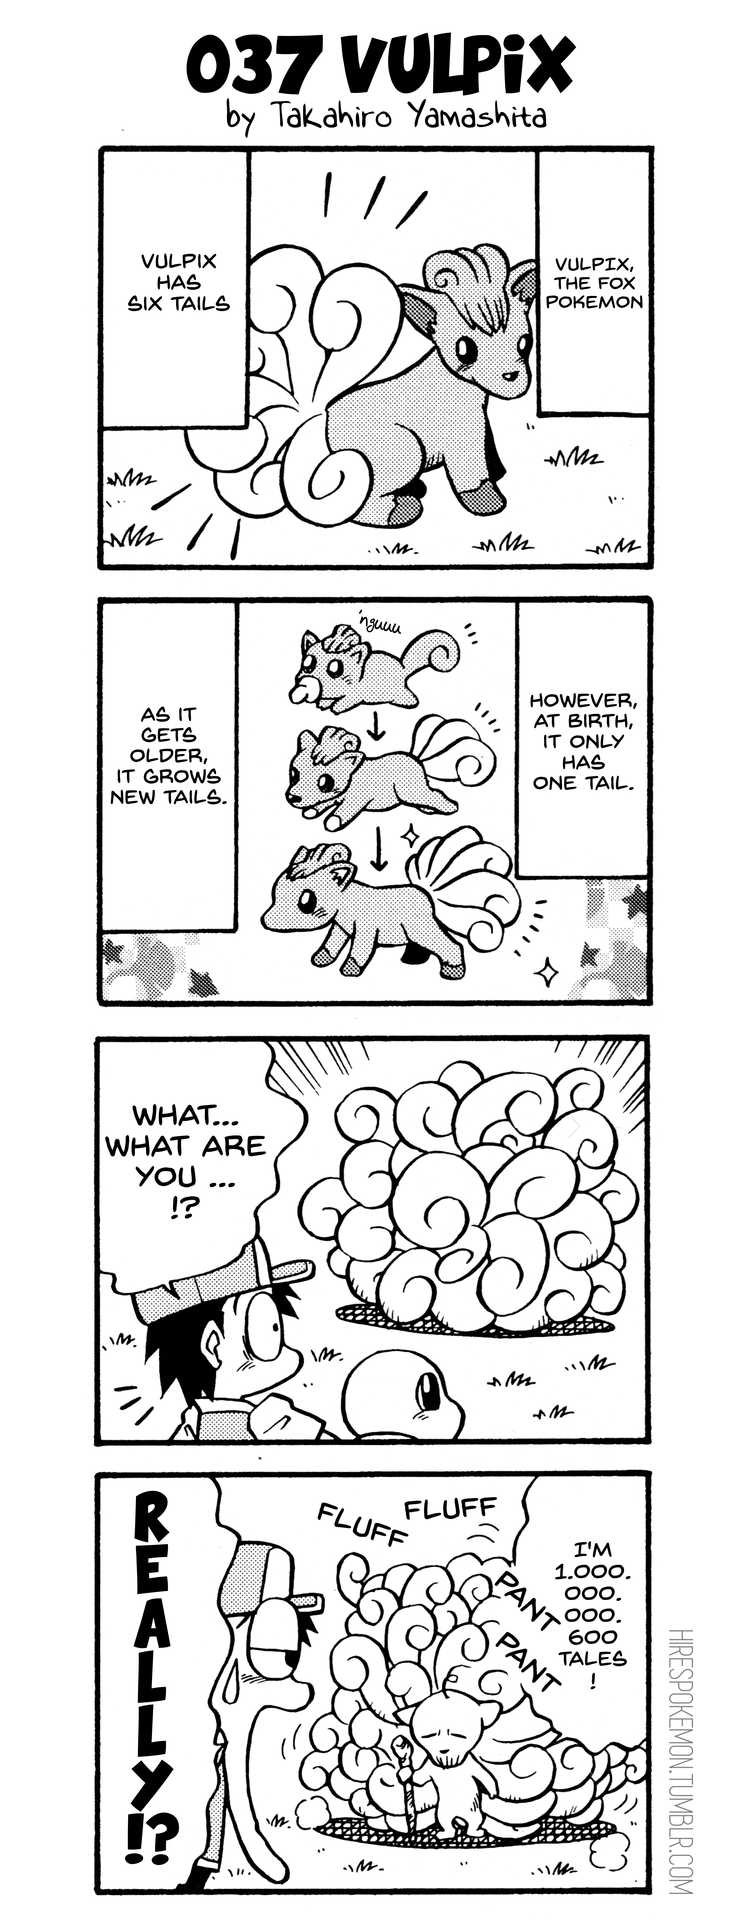 037 VULPiX
by Takahiro Yamashita
VULPIX,
THE FOX
POKEMON
VULPIX
HAS
SIX TAILS
HOWEVER,
AT BIRTH,
IT ONLY
HAS
ONE TAIL.
'nguuu
AS IT
GETS
OLDER,
IT GROWS
NEW TAILS.
WHAT...
WHAT ARE
YOU ...
!?
I'M
1.000.
000.
000.
600
TALES
!
FLUFF
FLUFF
PANT
PANT
REALLY!?
HIRESPOKEMON.TUMBLR.COM